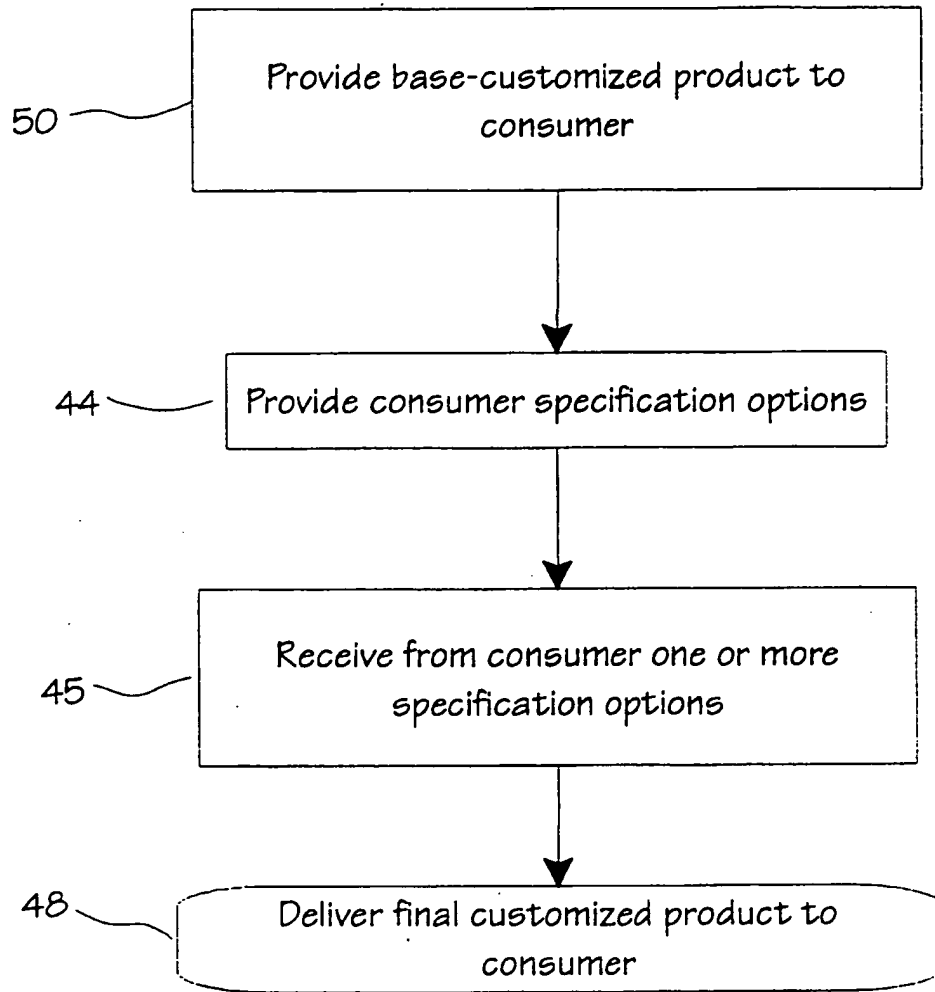 50
Provide base-customized product to
consumer
44
Provide consumer specification options
45
Receive from consumer one or more
specification options
48
Deliver final customized product to
consumer